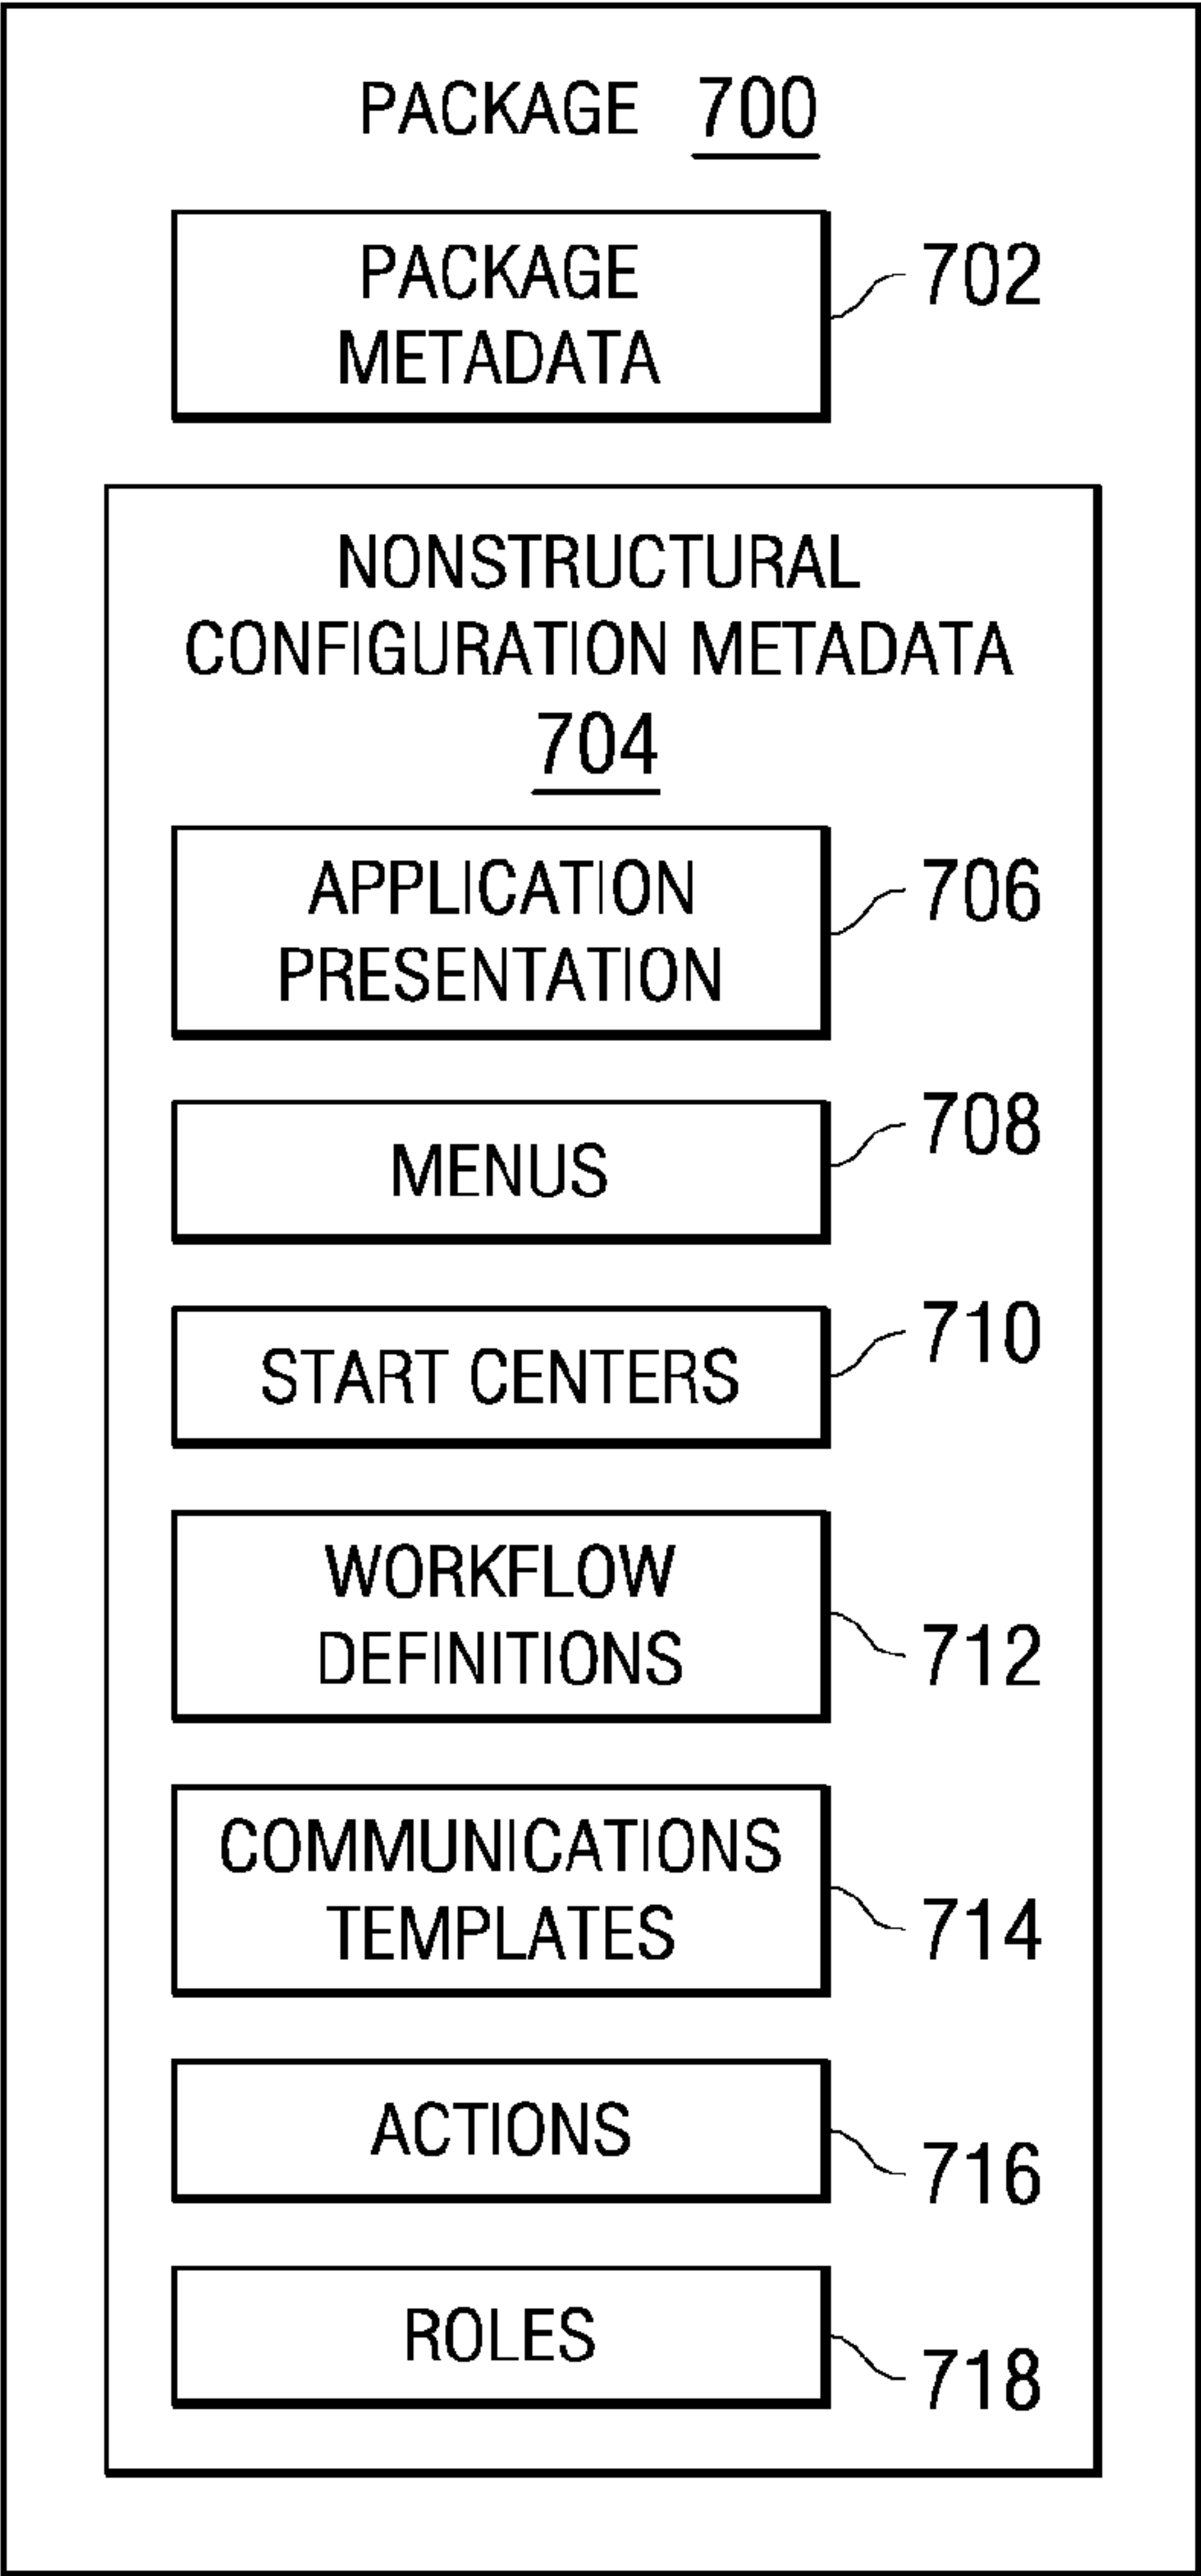 PACKAGE 700
PACKAGE
METADATA
702
NONSTRUCTURAL
CONFIGURATION METADATA
704
APPLICATION
PRESENTATION
706
MENUS
708
START CENTERS
710
WORKFLOW
DEFINITIONS
712
COMMUNICATIONS
TEMPLATES
714
ACTIONS
716
ROLES
718